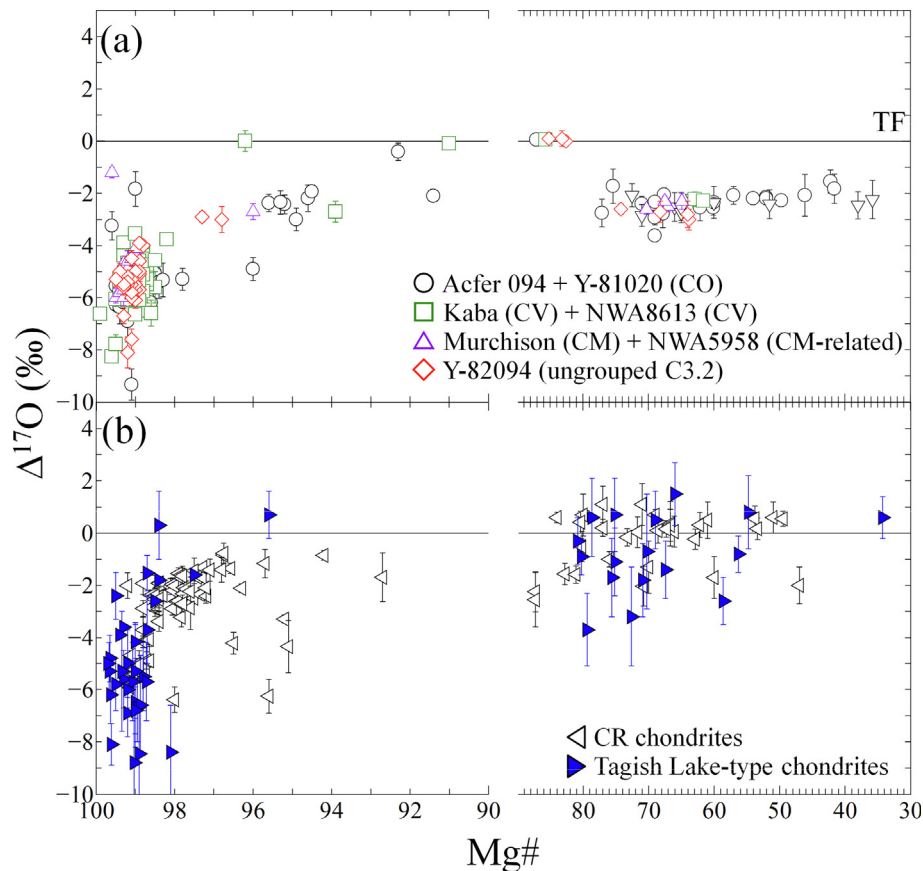 (a)
4
2
0
−2
−4
−6
−8
−10
TF
Acfer 094 + Y-81020 (CO)
Kaba (CV) + NWA8613 (CV)
Murchison (CM) + NWA5958 (CM-related)
Y-82094 (ungrouped C3.2)
Δ¹⁷O (‰)
(b)
4
2
0
−2
−4
−6
−8
−10
CR chondrites
Tagish Lake-type chondrites
100 98 96 94 92 90 80 70 60 50 40 30
Mg#